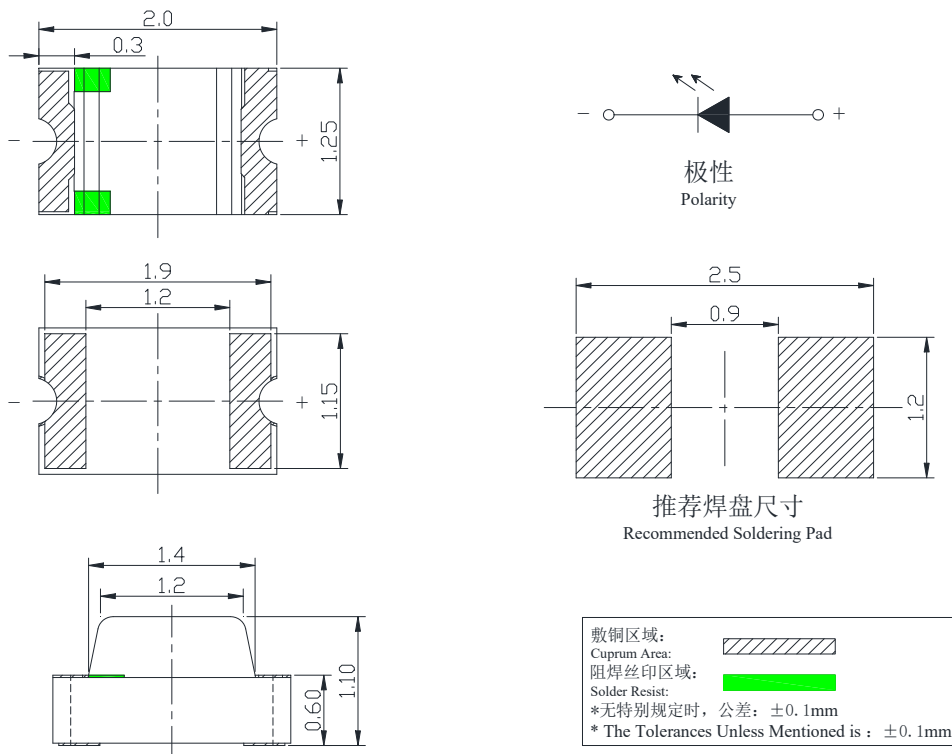 2.0
0.3
1.25
- +
- +
极性
Polarity
1.9
1.2
1.15
- +
2.5
0.9
1.2
推荐焊盘尺寸
Recommended Soldering Pad
1.4
1.2
0.60
1.10
敷铜区域:
Cuprum Area:
阻焊丝印区域:
Solder Resist:
*无特别规定时，公差: ±0.1mm
* The Tolerances Unless Mentioned is : ±0.1mm